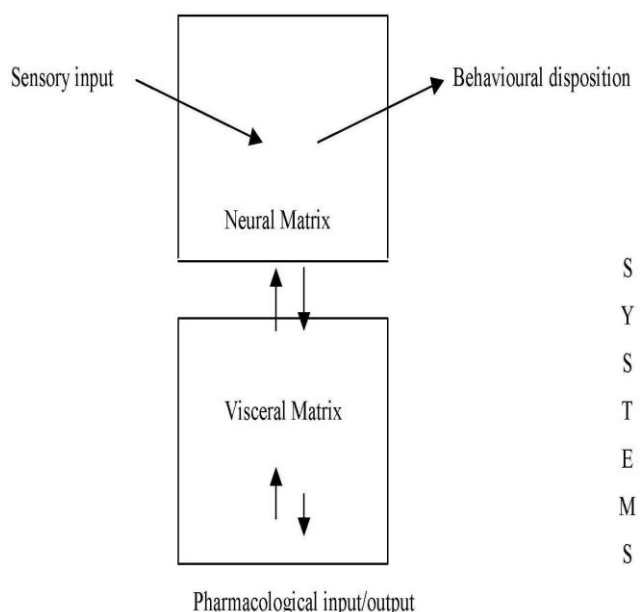 Sensory input
Behavioural disposition
Neural Matrix
Visceral Matrix
Pharmacological input/output
S
Y
S
T
E
M
S